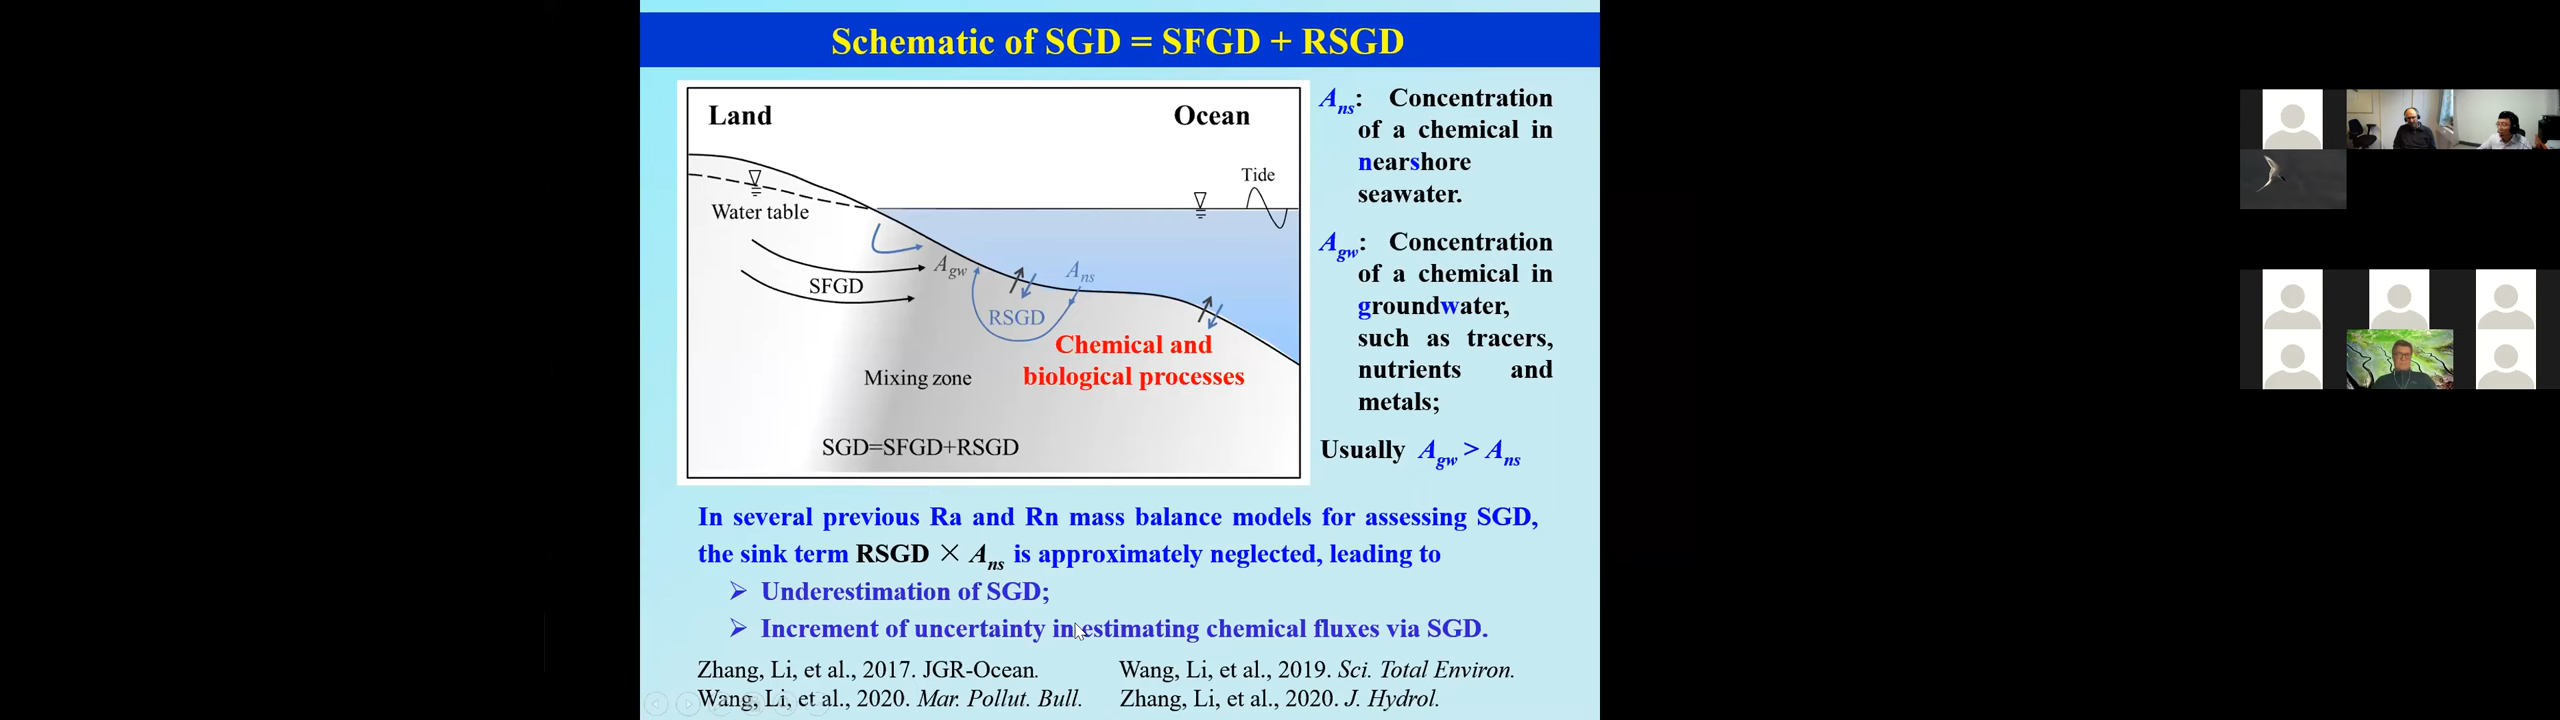 Schematic of SGD = SFGD + RSGD
Land
Ocean
Tide
Water table
SFGD
Agw
Ans
RSGD
Chemical and
biological processes
Mixing zone
SGD=SFGD+RSGD
Ans: Concentration
of a chemical in
nearshore
seawater.
Agw: Concentration
of a chemical in
groundwater,
such as tracers,
nutrients and
metals;
Usually Agw > Ans
In several previous Ra and Rn mass balance models for assessing SGD,
the sink term RSGD × Ans is approximately neglected, leading to
➢ Underestimation of SGD;
➢ Increment of uncertainty in estimating chemical fluxes via SGD.
Zhang, Li, et al., 2017. JGR-Ocean.
Wang, Li, et al., 2019. Sci. Total Environ.
Wang, Li, et al., 2020. Mar. Pollut. Bull.
Zhang, Li, et al., 2020. J. Hydrol.